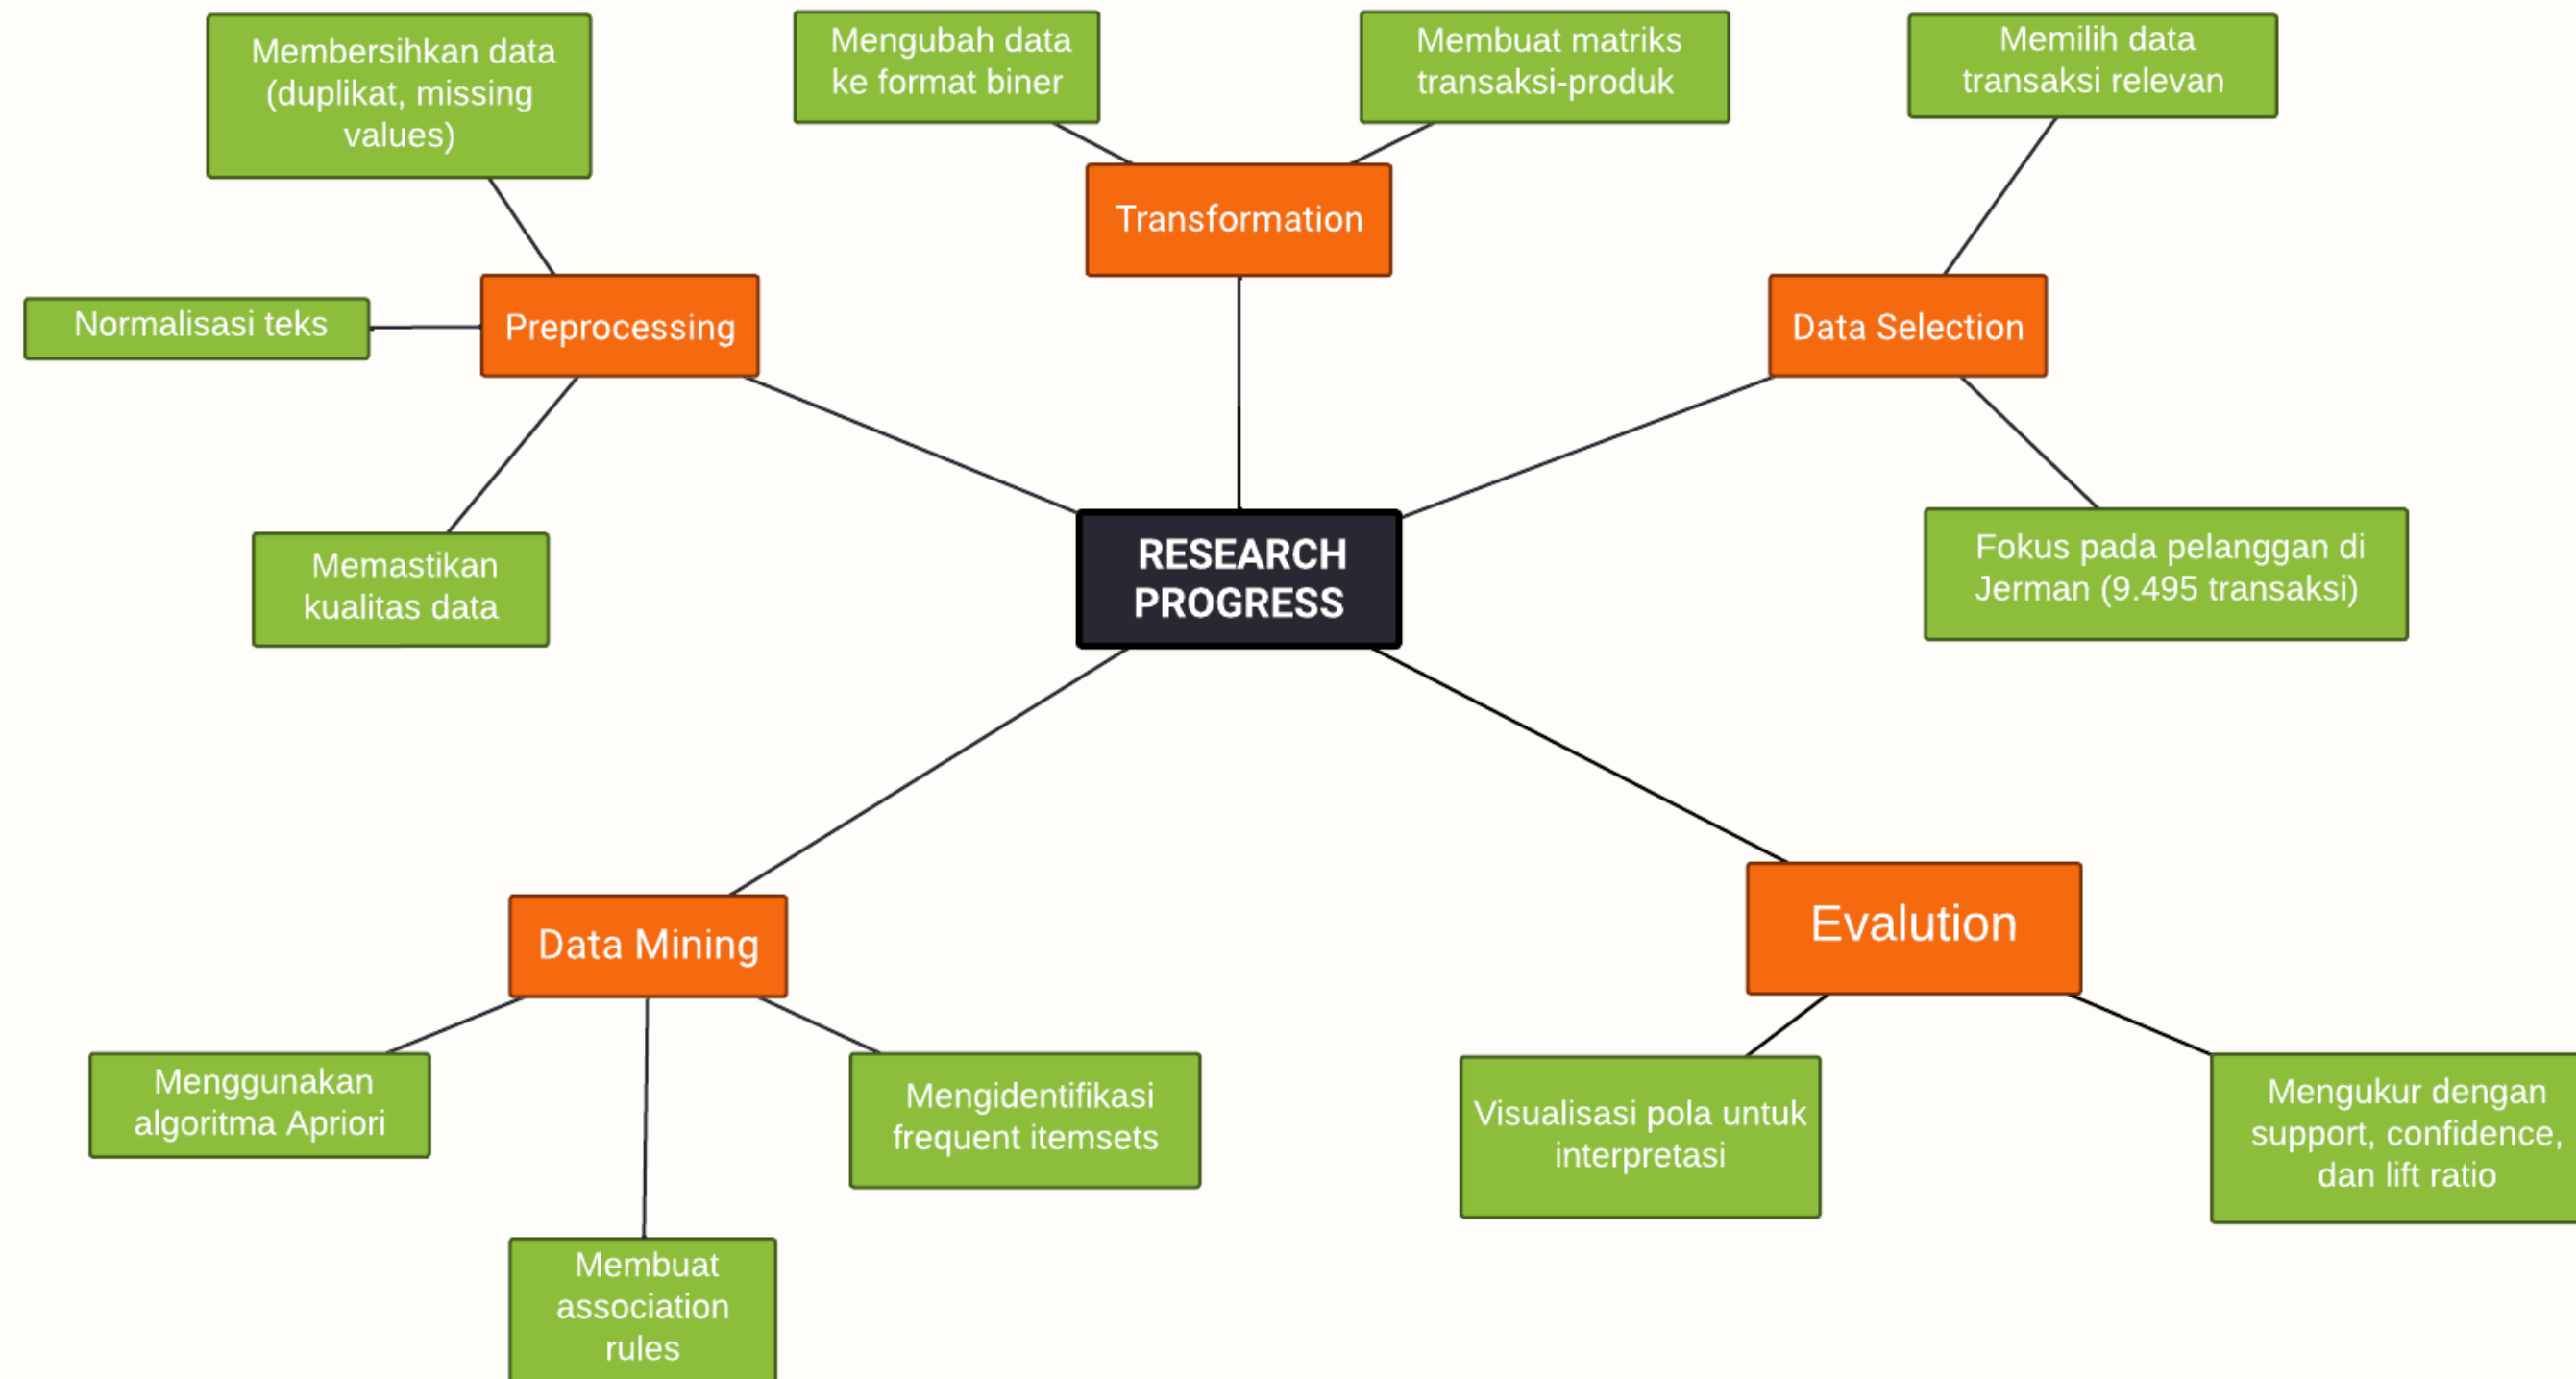 Membersihkan data
(duplikat, missing
values)
Mengubah data
ke format biner
Membuat matriks
transaksi-produk
Memilih data
transaksi relevan
Transformation
Normalisasi teks
Preprocessing
Data Selection
Memastikan
kualitas data
RESEARCH
PROGRESS
Fokus pada pelanggan di
Jerman (9.495 transaksi)
Data Mining
Evalution
Menggunakan
algoritma Apriori
Mengidentifikasi
frequent itemsets
Visualisasi pola untuk
interpretasi
Mengukur dengan
support, confidence,
dan lift ratio
Membuat
association
rules